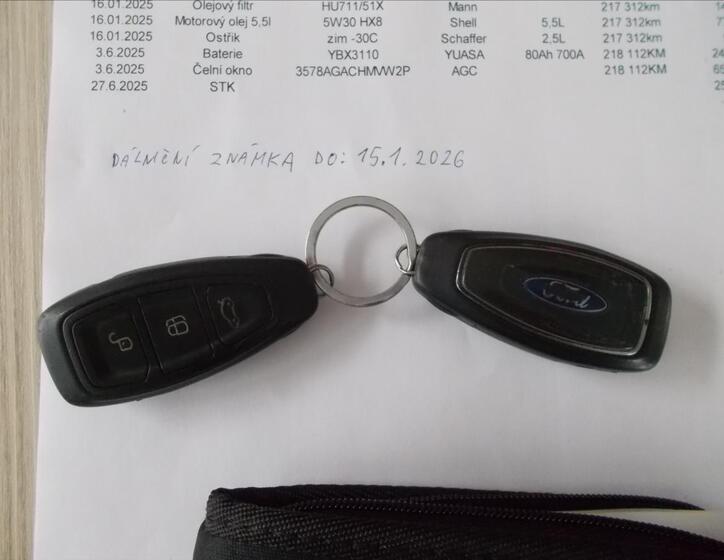 16.01.2025 Olejový filtr HU711/51X Mann 217 312km
16.01.2025 Motorový olej 5,5l 5W30 HX8 Shell 5,5L 217 312km
16.01.2025 Ostřik zim -30C Schaffer 2,5L 217 312km
3.6.2025 Baterie YBX3110 YUASA 80Ah 700A 218 112KM
3.6.2025 Čelní okno 3578AGACHMVW2P AGC 218 112KM
27.6.2025 STK
DÁLNIČNÍ ZNÁMKA DO: 15.1.2026
Ford